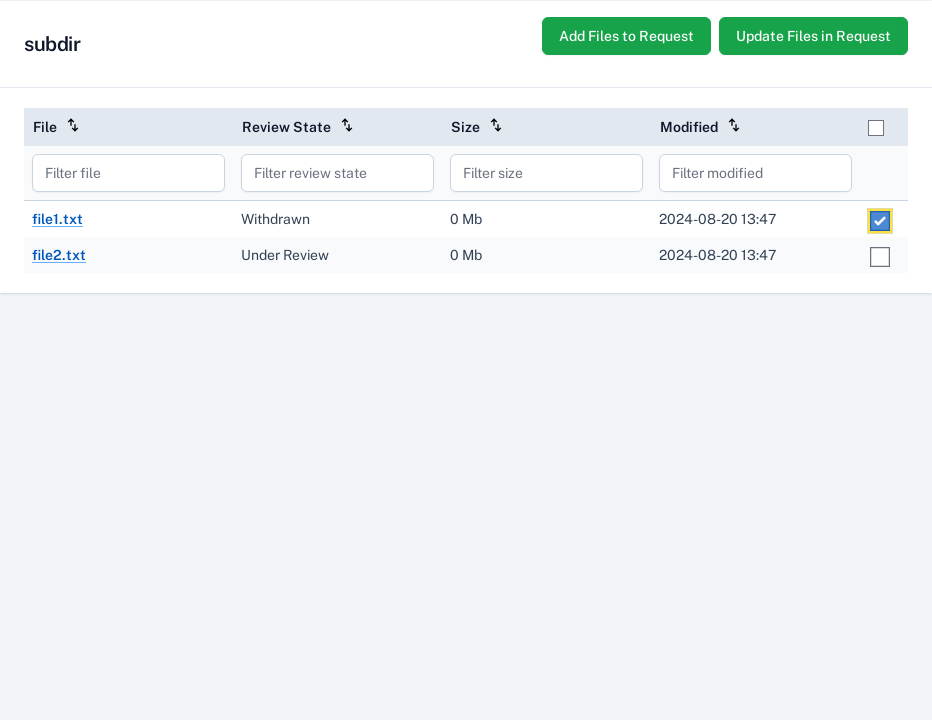 subdir
Add Files to Request Update Files in Request
File Review State Size Modified
Filter file Filter review state Filter size Filter modified
file1.txt Withdrawn 0 Mb 2024-08-20 13:47
file2.txt Under Review 0 Mb 2024-08-20 13:47